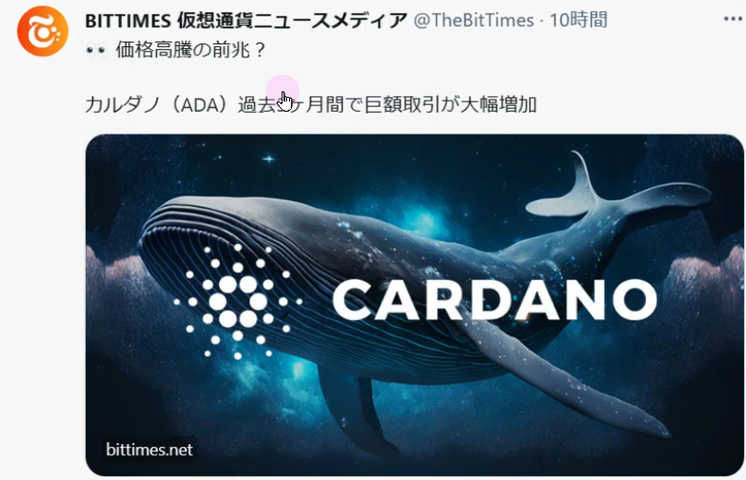 BITTIMES 仮想通貨ニュースメディア @TheBitTimes · 10時間
👀 価格高騰の前兆？
カルダノ（ADA）過去ヶ月間で巨額取引が大幅増加
CARDANO
bittimes.net